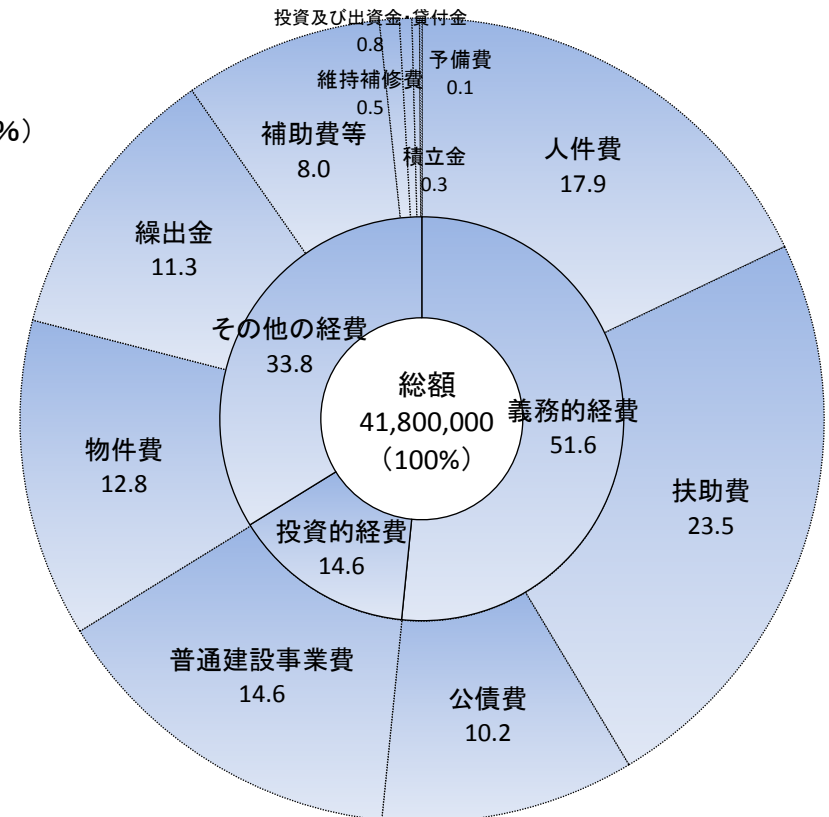 投資及び出資金・貸付金
0.8
予備費
0.1
維持補修費
0.5
%）
補助費等
8.0
積立金
0.3
人件費
17.9
繰出金
11.3
その他の経費
33.8
総額
41,800,000
（100%）
義務的経費
51.6
物件費
12.8
扶助費
23.5
投資的経費
14.6
普通建設事業費
14.6
公債費
10.2